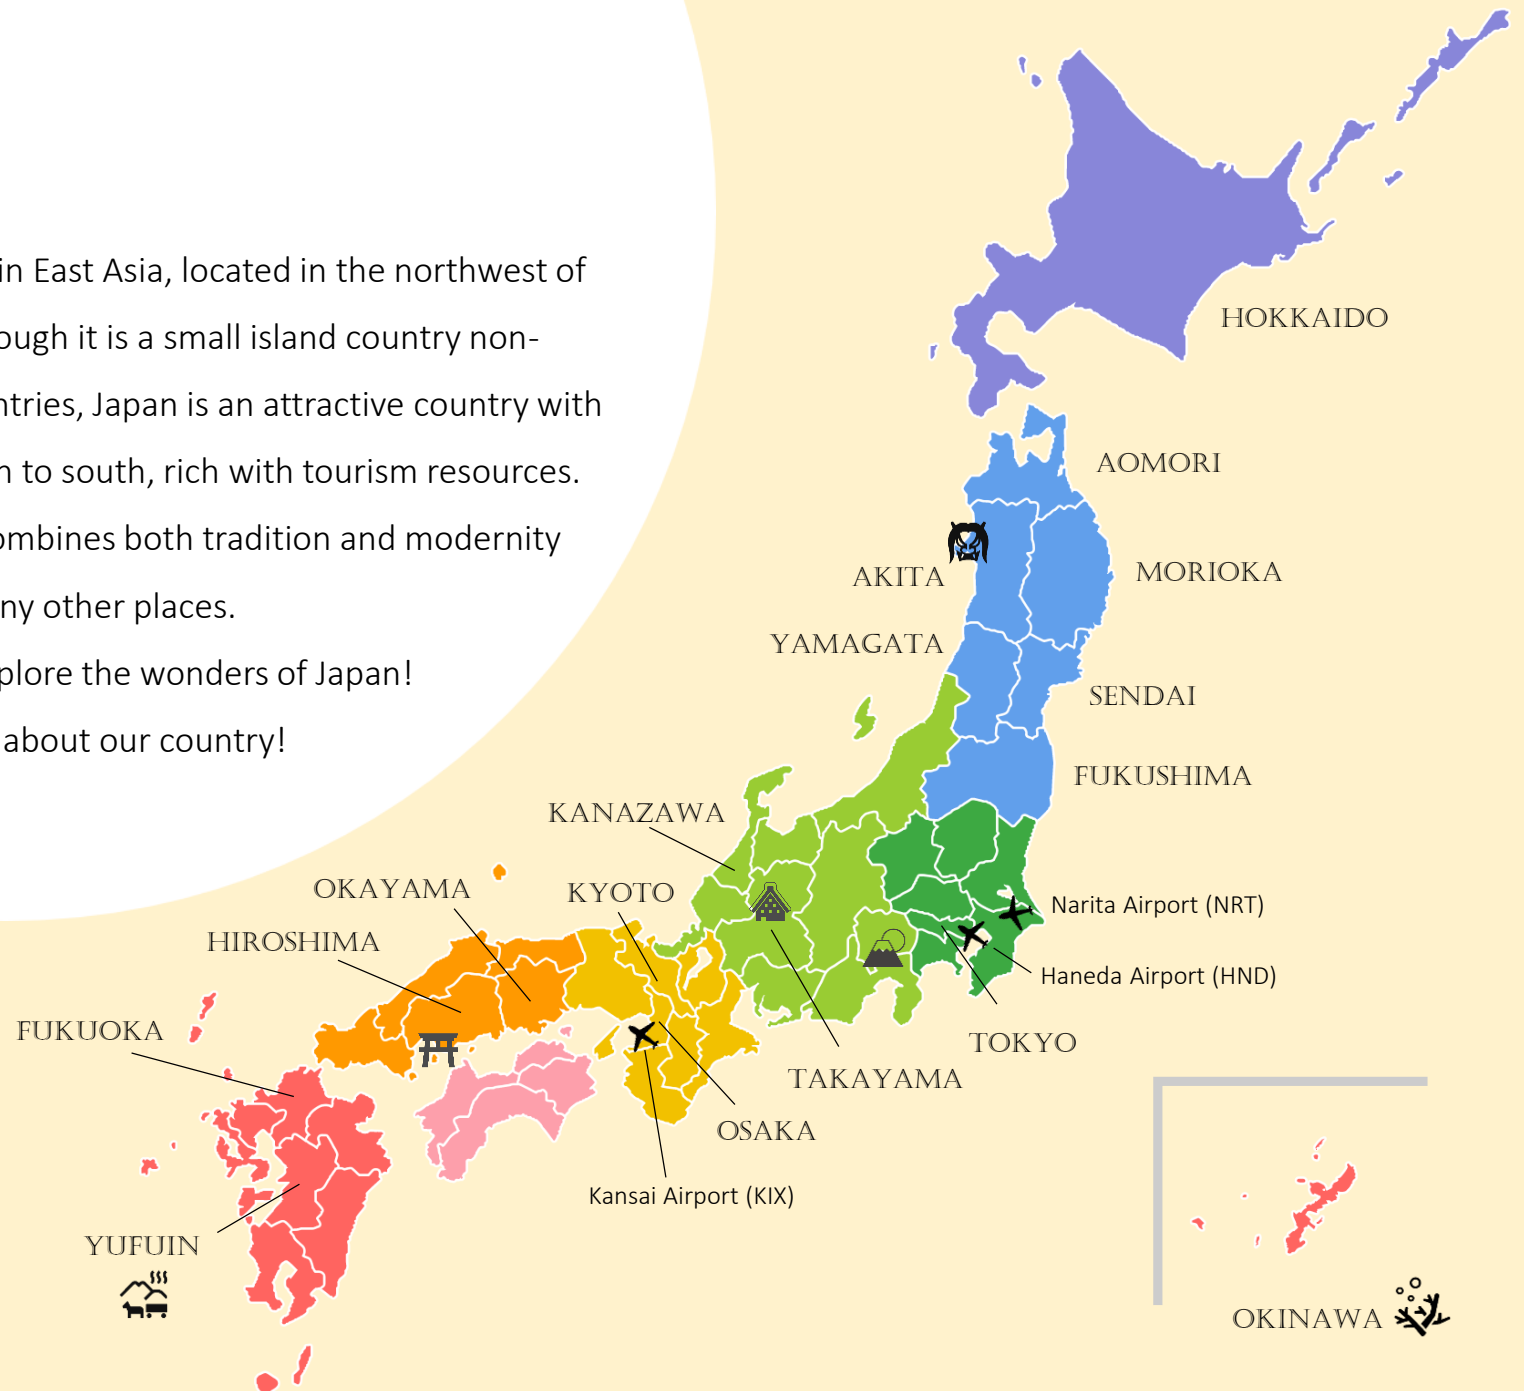 in East Asia, located in the northwest of
ough it is a small island country non-
ntries, Japan is an attractive country with
n to south, rich with tourism resources.
ombines both tradition and modernity
ny other places.
plore the wonders of Japan!
about our country!
HOKKAIDO
AOMORI
AKITA
MORIOKA
YAMAGATA
SENDAI
FUKUSHIMA
KANAZAWA
OKAYAMA
KYOTO
HIROSHIMA
Narita Airport (NRT)
Haneda Airport (HND)
FUKUOKA
TOKYO
TAKAYAMA
OSAKA
Kansai Airport (KIX)
YUFUIN
OKINAWA